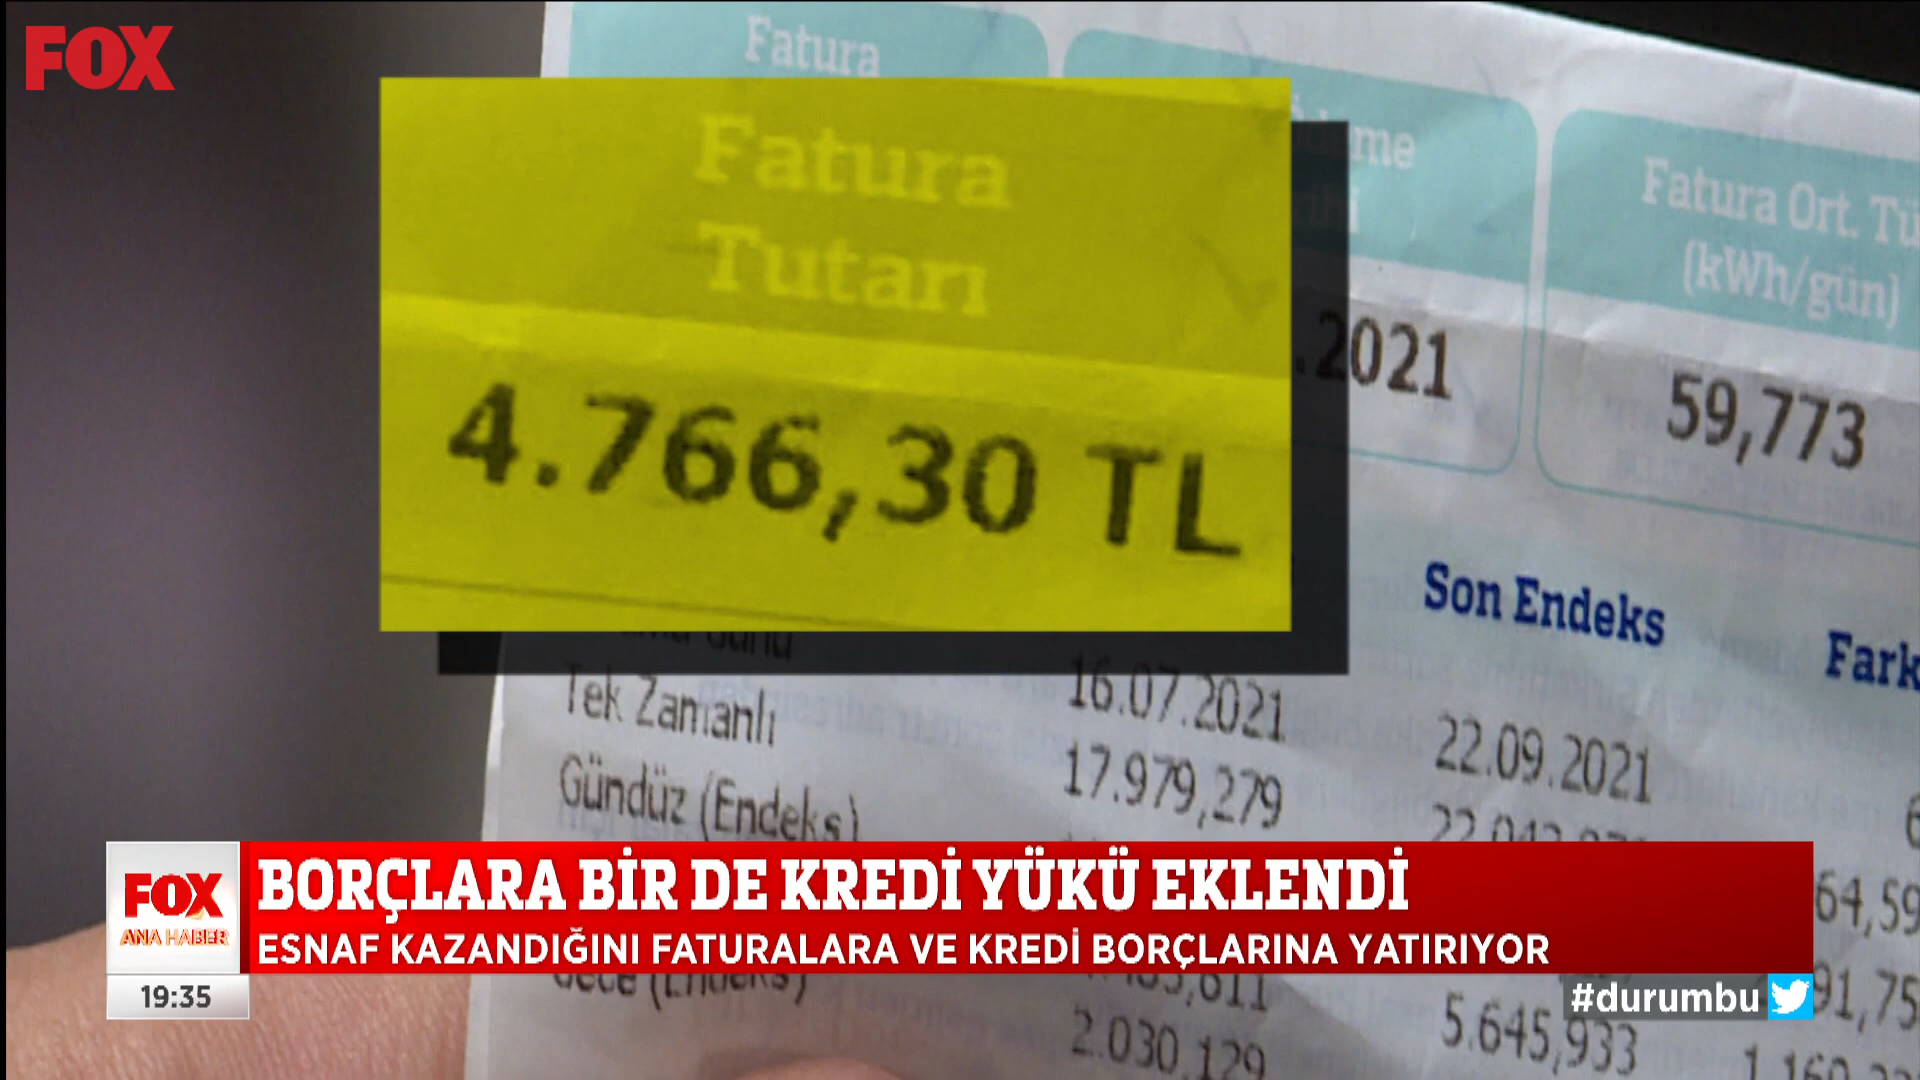 FOX
Fatura
Fatura
Tutarı
4.766,30 TL
.2021
Fatura Ort. Tü
(kWh/gün)
59,773
Son Endeks
Fark
Tek Zamanlı
16.07.2021
22.09.2021
Gündüz (Endeks)
17.979,279
FOX
ANA HABER
BORÇLARA BİR DE KREDİ YÜKÜ EKLENDİ
ESNAF KAZANDIĞINI FATURALARA VE KREDİ BORÇLARINA YATIRIYOR
64,59
19:35
#durumbu
91,75
Gece (Endeks)
2.030,129
5.645,933